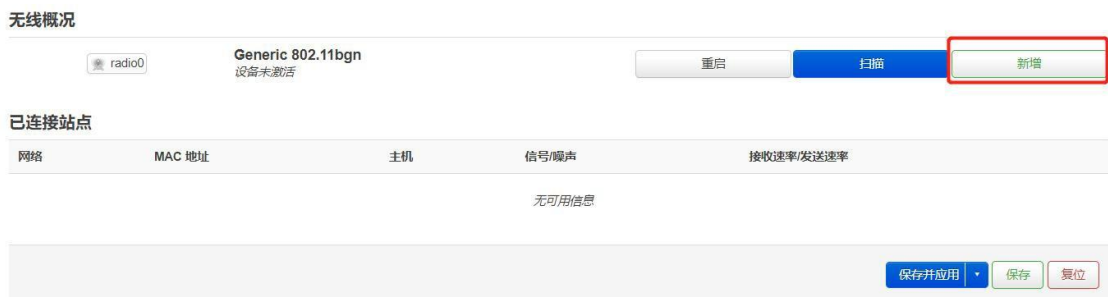 无线概况
radio0 Generic 802.11bgn 重启 扫描 新增
设备未激活
已连接站点
网络 MAC 地址 主机 信号/噪声 接收速率/发送速率
无可用信息
保存并应用 保存 复位